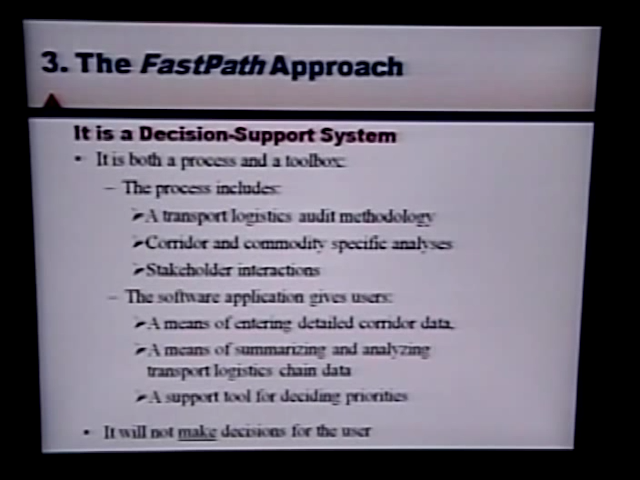 3. The FastPath Approach
It is a Decision-Support System
• It is both a process and a toolbox:
– The process includes:
➢A transport logistics audit methodology
➢Corridor and commodity specific analyses
➢Stakeholder interactions
– The software application gives users:
➢A means of entering detailed corridor data,
➢A means of summarizing and analyzing
transport logistics chain data
➢A support tool for deciding priorities
• It will not make decisions for the user